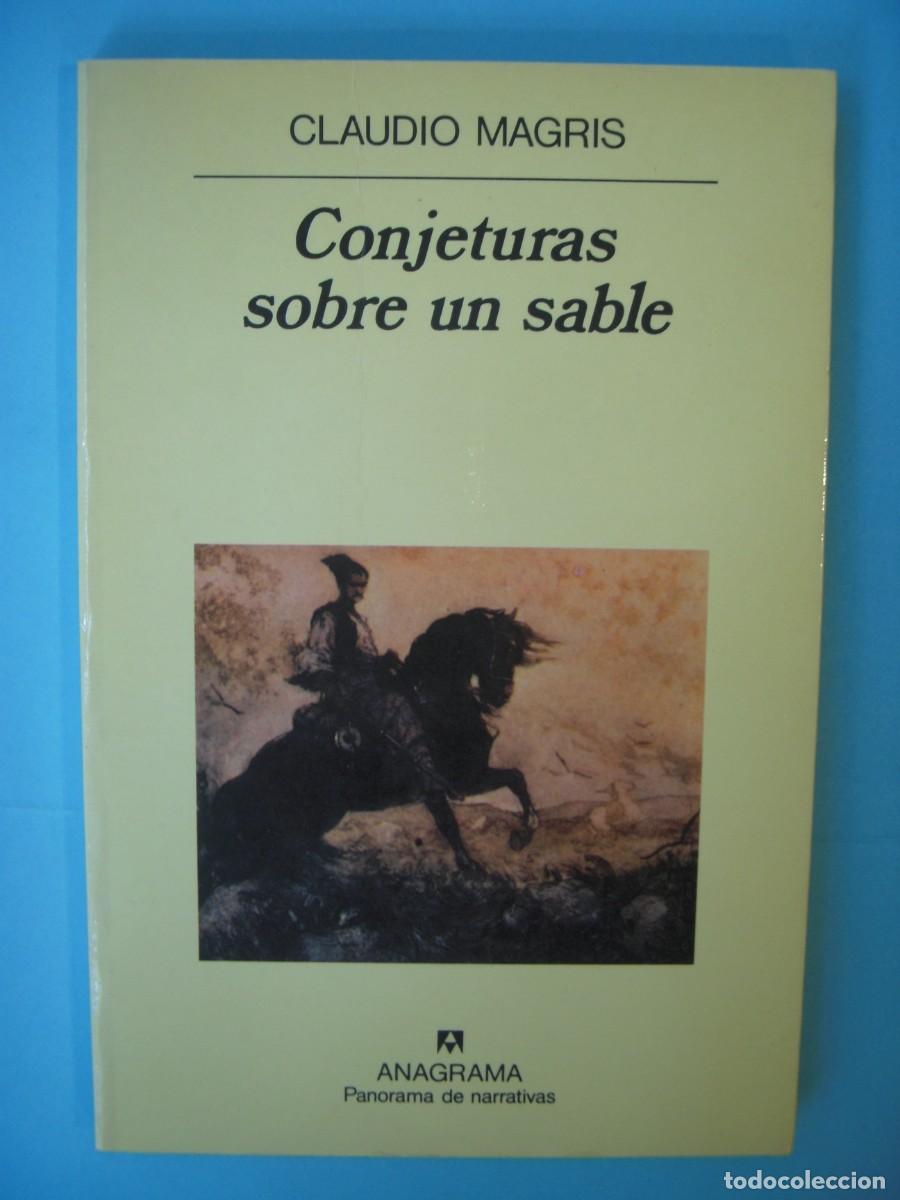 CLAUDIO MAGRIS
Conjeturas
sobre un sable
ANAGRAMA
Panorama de narrativas
todocoleccion